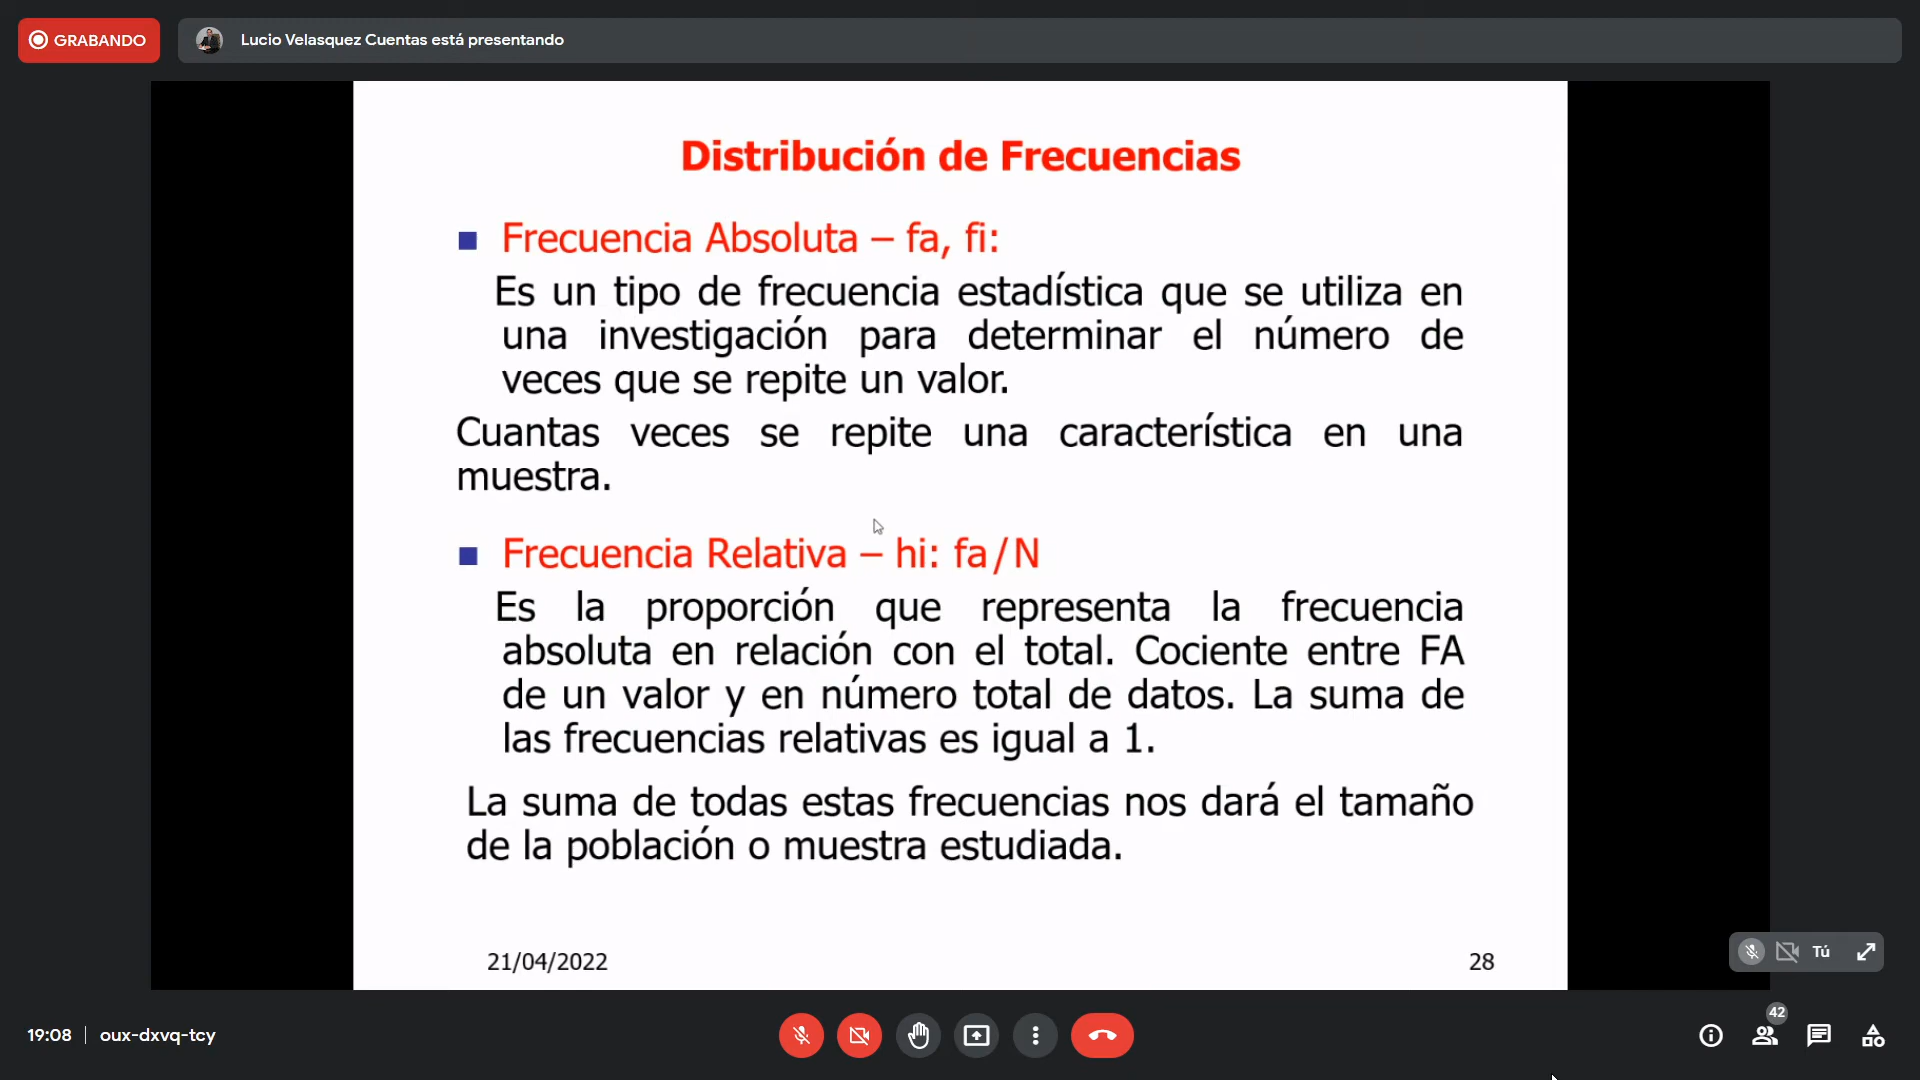 GRABANDO
Lucio Velasquez Cuentas está presentando
Distribución de Frecuencias
Frecuencia Absoluta – fa, fi:
Es un tipo de frecuencia estadística que se utiliza en
una investigación para determinar el número de
veces que se repite un valor.
Cuantas veces se repite una característica en una
muestra.
Frecuencia Relativa – hi: fa/N
Es la proporción que representa la frecuencia
absoluta en relación con el total. Cociente entre FA
de un valor y en número total de datos. La suma de
las frecuencias relativas es igual a 1.
La suma de todas estas frecuencias nos dará el tamaño
de la población o muestra estudiada.
21/04/2022
28
Tú
19:08
oux-dxvq-tcy
42